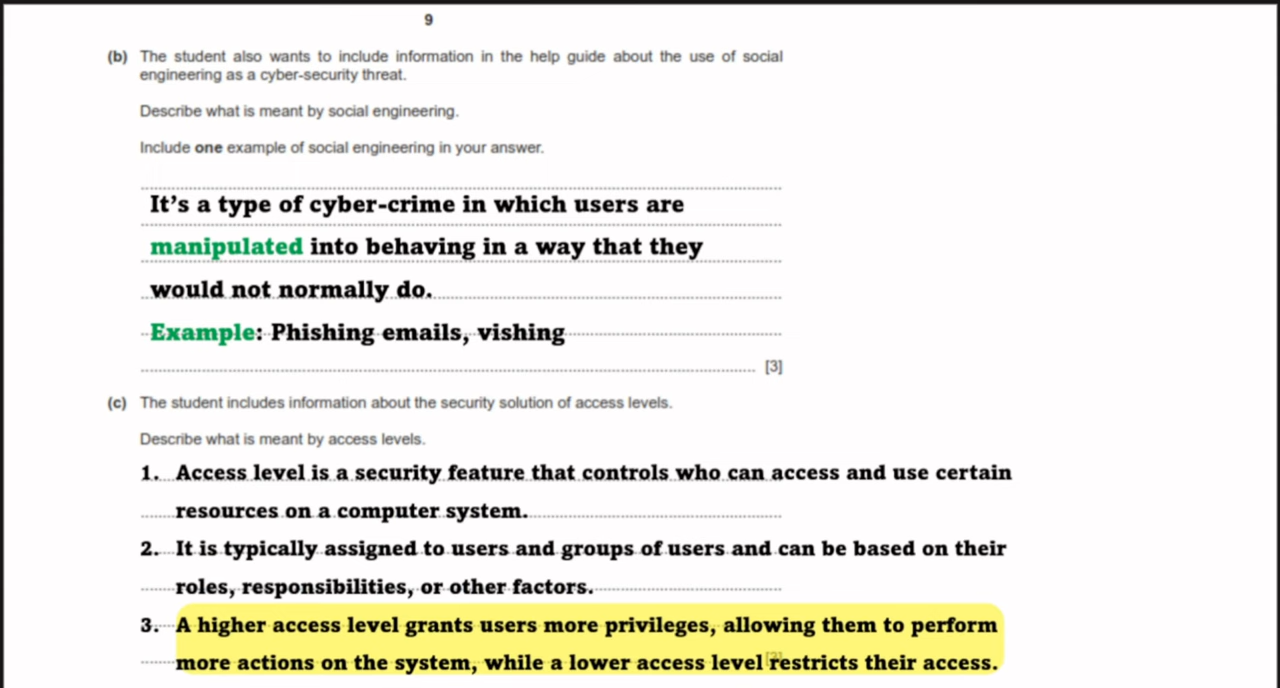 9
(b) The student also wants to include information in the help guide about the use of social
engineering as a cyber-security threat.
Describe what is meant by social engineering.
Include one example of social engineering in your answer.
It’s a type of cyber-crime in which users are
manipulated into behaving in a way that they
would not normally do.
Example: Phishing emails, vishing
[3]
(c) The student includes information about the security solution of access levels.
Describe what is meant by access levels.
1. Access level is a security feature that controls who can access and use certain
resources on a computer system.
2. It is typically assigned to users and groups of users and can be based on their
roles, responsibilities, or other factors.
3. A higher access level grants users more privileges, allowing them to perform
more actions on the system, while a lower access level restricts their access.